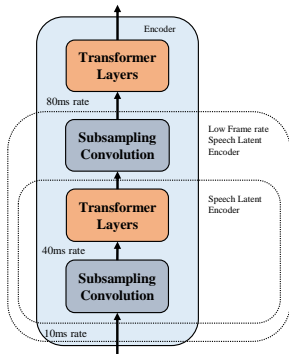 Encoder
Transformer
Layers
80ms rate
Low Frame rate
Speech Latent
Encoder
Subsampling
Convolution
Speech Latent
Encoder
Transformer
Layers
40ms rate
Subsampling
Convolution
10ms rate